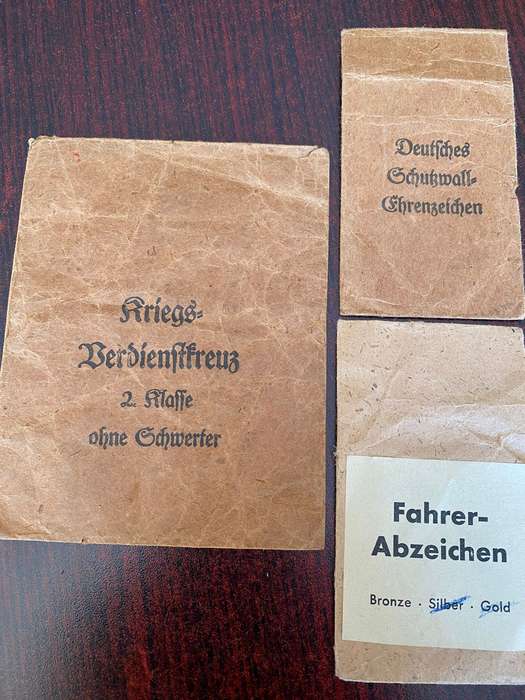 Kriegs-
Verdienstkreuz
2. Klasse
ohne Schwerter
Deutsches
Schutzwall-
Ehrenzeichen
Fahrer-
Abzeichen
Bronze · Silber · Gold